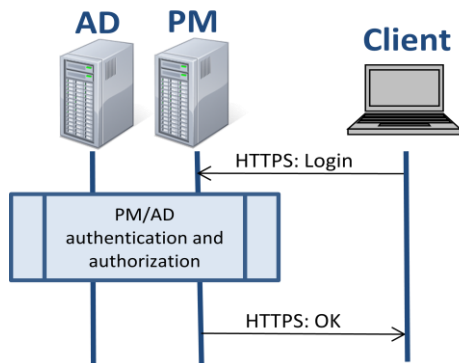 AD PM Client
HTTPS: Login
PM/AD
authentication and
authorization
HTTPS: OK